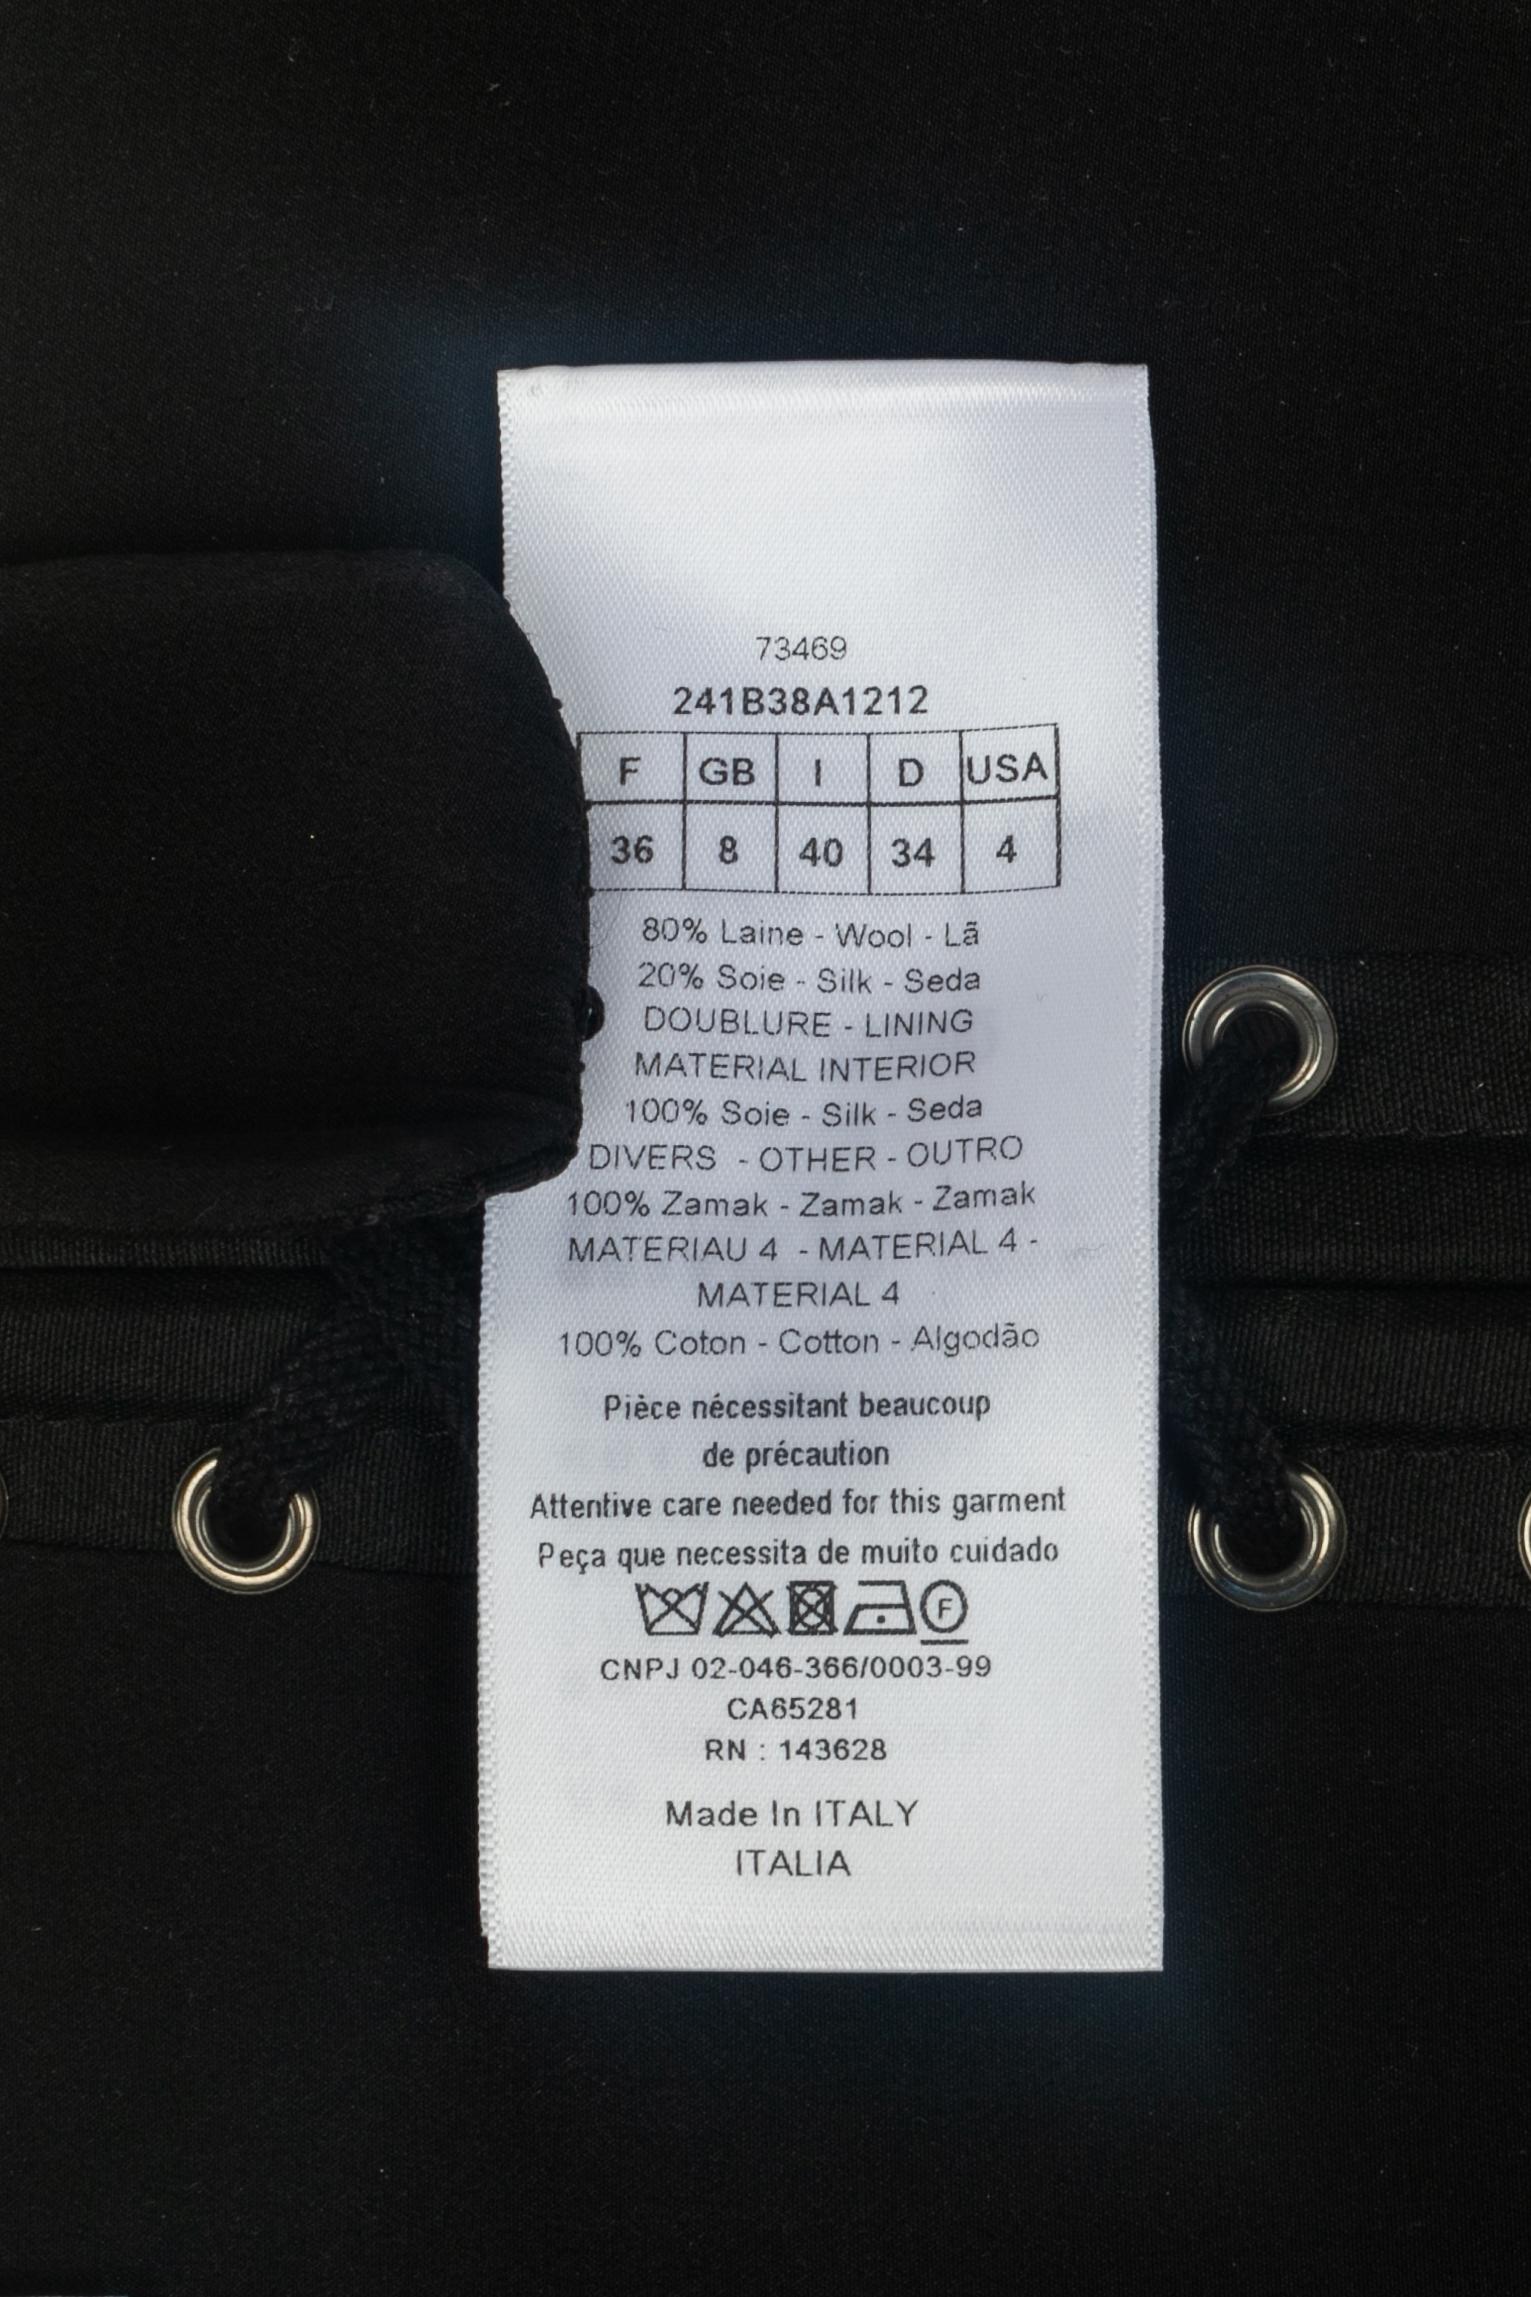 73469
241B38A1212
F GB I D USA
36 8 40 34 4
80% Laine - Wool - Lã
20% Soie - Silk - Seda
DOUBLURE - LINING
MATERIAL INTERIOR
100% Soie - Silk - Seda
DIVERS - OTHER - OUTRO
100% Zamak - Zamak - Zamak
MATERIAU 4 - MATERIAL 4 -
MATERIAL 4
100% Coton - Cotton - Algodão
Pièce nécessitant beaucoup
de précaution
Attentive care needed for this garment
Peça que necessita de muito cuidado
F
CNPJ 02-046-366/0003-99
CA65281
RN : 143628
Made In ITALY
ITALIA